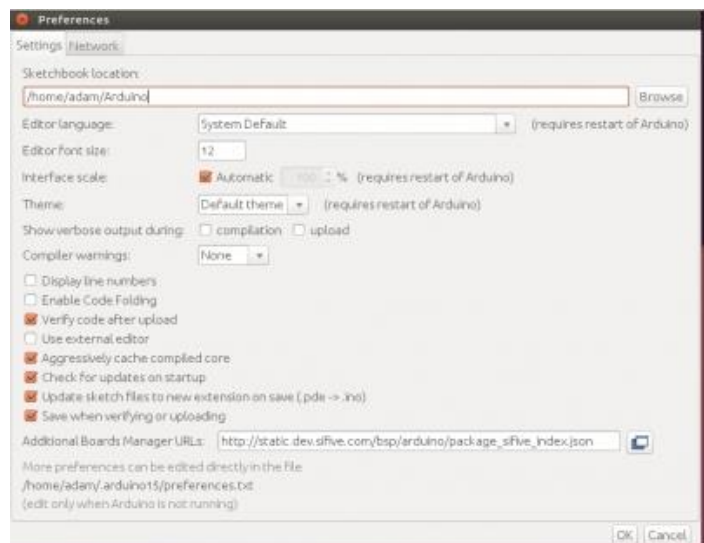 Preferences
Settings Network
Sketchbook location:
/home/adam/Arduino Browse
Editor language: System Default (requires restart of Arduino)
Editor font size: 12
Interface scale: Automatic 100 % (requires restart of Arduino)
Theme: Default theme (requires restart of Arduino)
Show verbose output during: compilation upload
Compiler warnings: None
Display line numbers
Enable Code Folding
Verify code after upload
Use external editor
Aggressively cache compiled core
Check for updates on startup
Update sketch files to new extension on save (.pde -> .ino)
Save when verifying or uploading
Additional Boards Manager URLs: http://static.dev.sifive.com/bsp/arduino/package_sifive_index.json
More preferences can be edited directly in the file
/home/adam/.arduino15/preferences.txt
(edit only when Arduino is not running)
OK Cancel